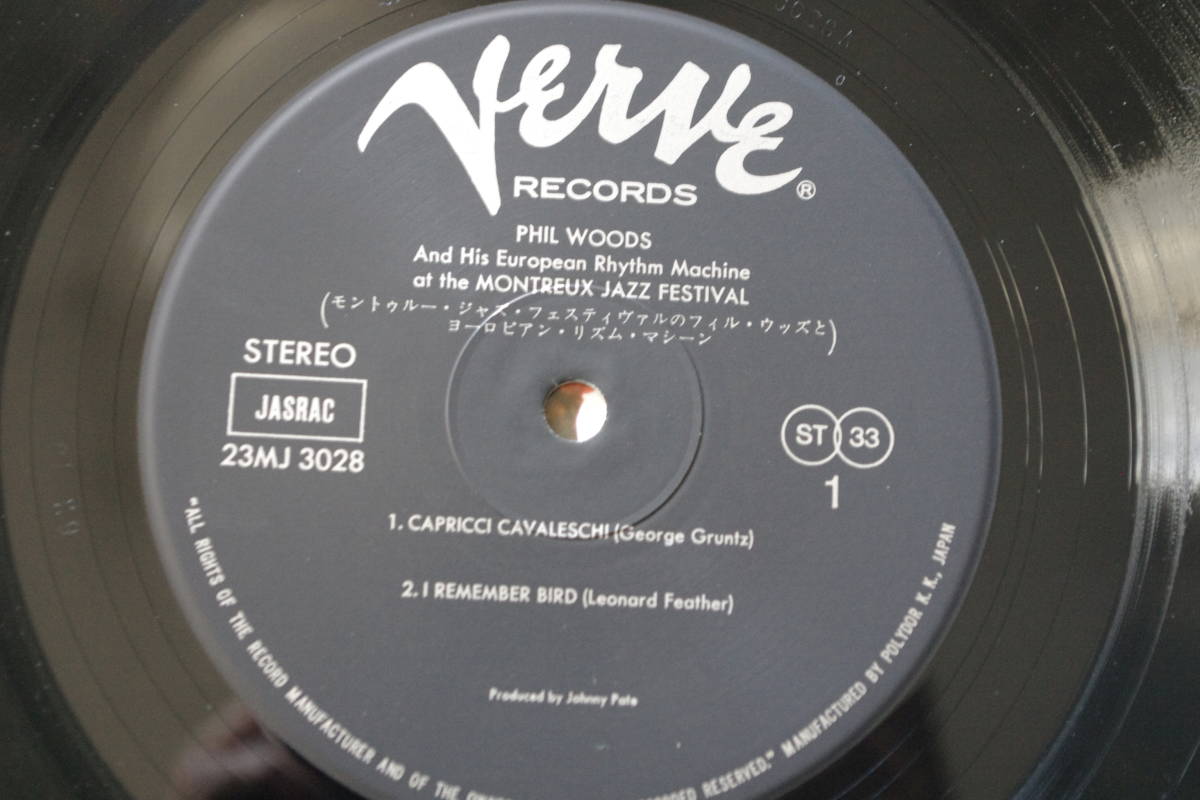 Verve
RECORDS ®
PHIL WOODS
And His European Rhythm Machine
at the MONTREUX JAZZ FESTIVAL
(モントゥルー・ジャズ・フェスティヴァルのフィル・ウッズと
ヨーロピアン・リズム・マシーン)
STEREO
JASRAC
23MJ 3028
ST 33
1
1. CAPRICCI CAVALESCHI (George Gruntz)
2. I REMEMBER BIRD (Leonard Feather)
Produced by Johnny Pate
"ALL RIGHTS OF THE RECORD MANUFACTURER AND OF THE RESERVED." MANUFACTURED BY POLYDOR K.K., JAPAN